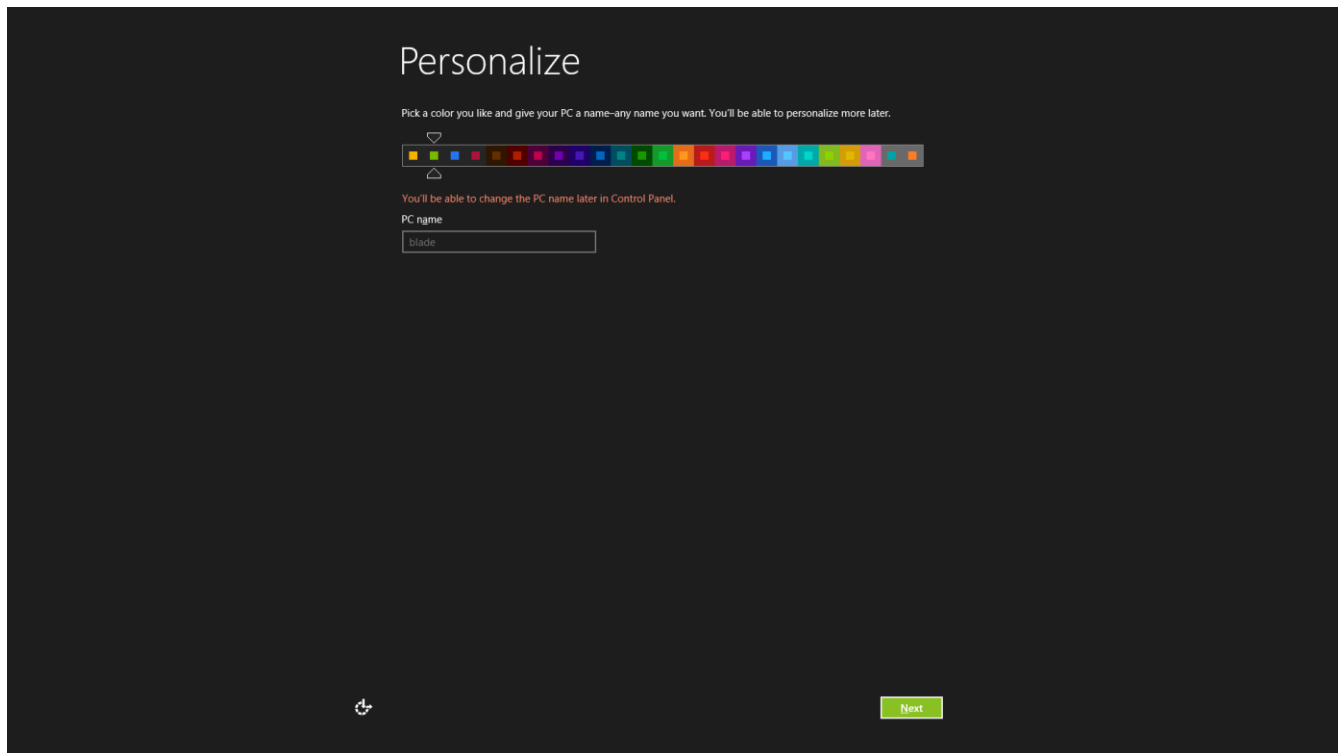 Personalize
Pick a color you like and give your PC a name–any name you want. You'll be able to personalize more later.
You'll be able to change the PC name later in Control Panel.
PC name
blade
Next